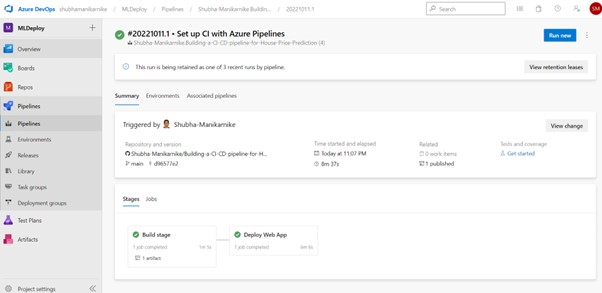 Azure DevOps shubhamanikarnike / MLDeploy / Pipelines / Shubha-Manikarnike.Buildin... / 20221011.1
Search
SM
M MLDeploy
Overview
Boards
Repos
Pipelines
Pipelines
Environments
Releases
Library
Task groups
Deployment groups
Test Plans
Artifacts
Project settings
#20221011.1 • Set up CI with Azure Pipelines
Shubha-Manikarnike.Building-a-CI-CD-pipeline-for-House-Price-Prediction (4)
Run new
This run is being retained as one of 3 recent runs by pipeline.
View retention leases
Summary Environments Associated pipelines
Triggered by Shubha-Manikarnike
View change
Repository and version
Shubha-Manikarnike/Building-a-CI-CD-pipeline-for-H...
main d96577e2
Time started and elapsed
Today at 11:07 PM
8m 37s
Related
0 work items
1 published
Tests and coverage
Get started
Stages Jobs
Build stage
1 job completed 1m 5s
1 artifact
Deploy Web App
1 job completed